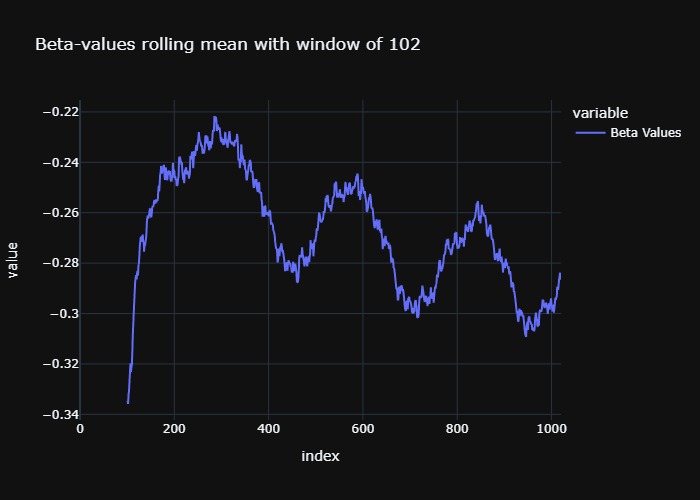 Beta-values rolling mean with window of 102
variable
Beta Values
value
−0.22
−0.24
−0.26
−0.28
−0.3
−0.32
−0.34
0
200
400
600
800
1000
index